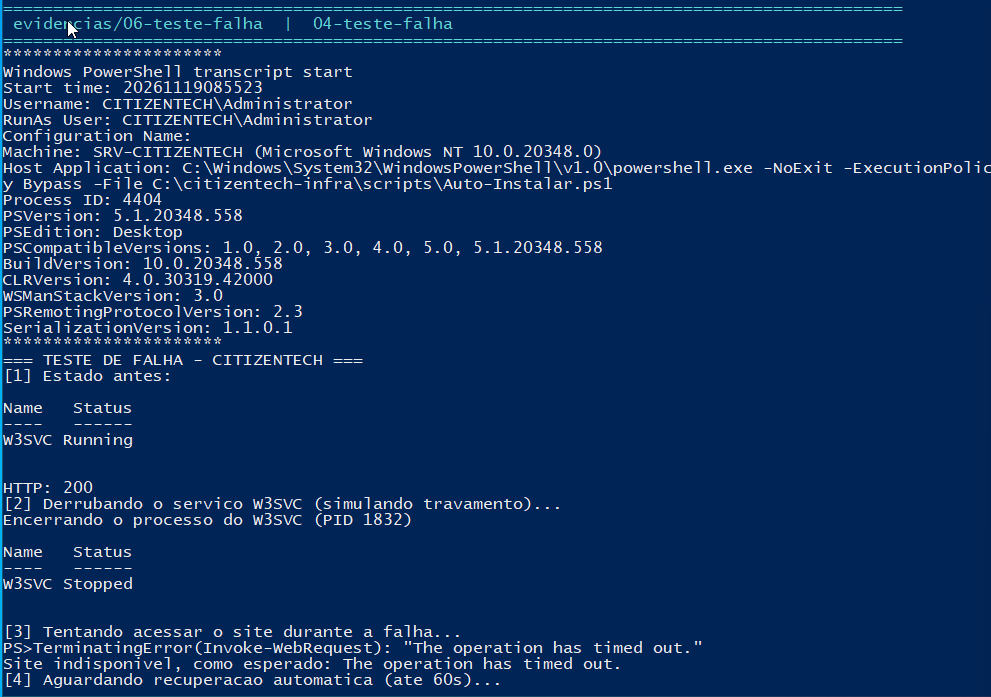 ================================================================================
evidencias/06-teste-falha  |  04-teste-falha
================================================================================
**********************
Windows PowerShell transcript start
Start time: 20261119085523
Username: CITIZENTECH\Administrator
RunAs User: CITIZENTECH\Administrator
Configuration Name:
Machine: SRV-CITIZENTECH (Microsoft Windows NT 10.0.20348.0)
Host Application: C:\Windows\System32\WindowsPowerShell\v1.0\powershell.exe -NoExit -ExecutionPolic
y Bypass -File C:\citizentech-infra\scripts\Auto-Instalar.ps1
Process ID: 4404
PSVersion: 5.1.20348.558
PSEdition: Desktop
PSCompatibleVersions: 1.0, 2.0, 3.0, 4.0, 5.0, 5.1.20348.558
BuildVersion: 10.0.20348.558
CLRVersion: 4.0.30319.42000
WSManStackVersion: 3.0
PSRemotingProtocolVersion: 2.3
SerializationVersion: 1.1.0.1
**********************
=== TESTE DE FALHA - CITIZENTECH ===
[1] Estado antes:
Name   Status
----   ------
W3SVC Running
HTTP: 200
[2] Derrubando o servico W3SVC (simulando travamento)...
Encerrando o processo do W3SVC (PID 1832)
Name   Status
----   ------
W3SVC Stopped
[3] Tentando acessar o site durante a falha...
PS>TerminatingError(Invoke-WebRequest): "The operation has timed out."
Site indisponivel, como esperado: The operation has timed out.
[4] Aguardando recuperacao automatica (ate 60s)...